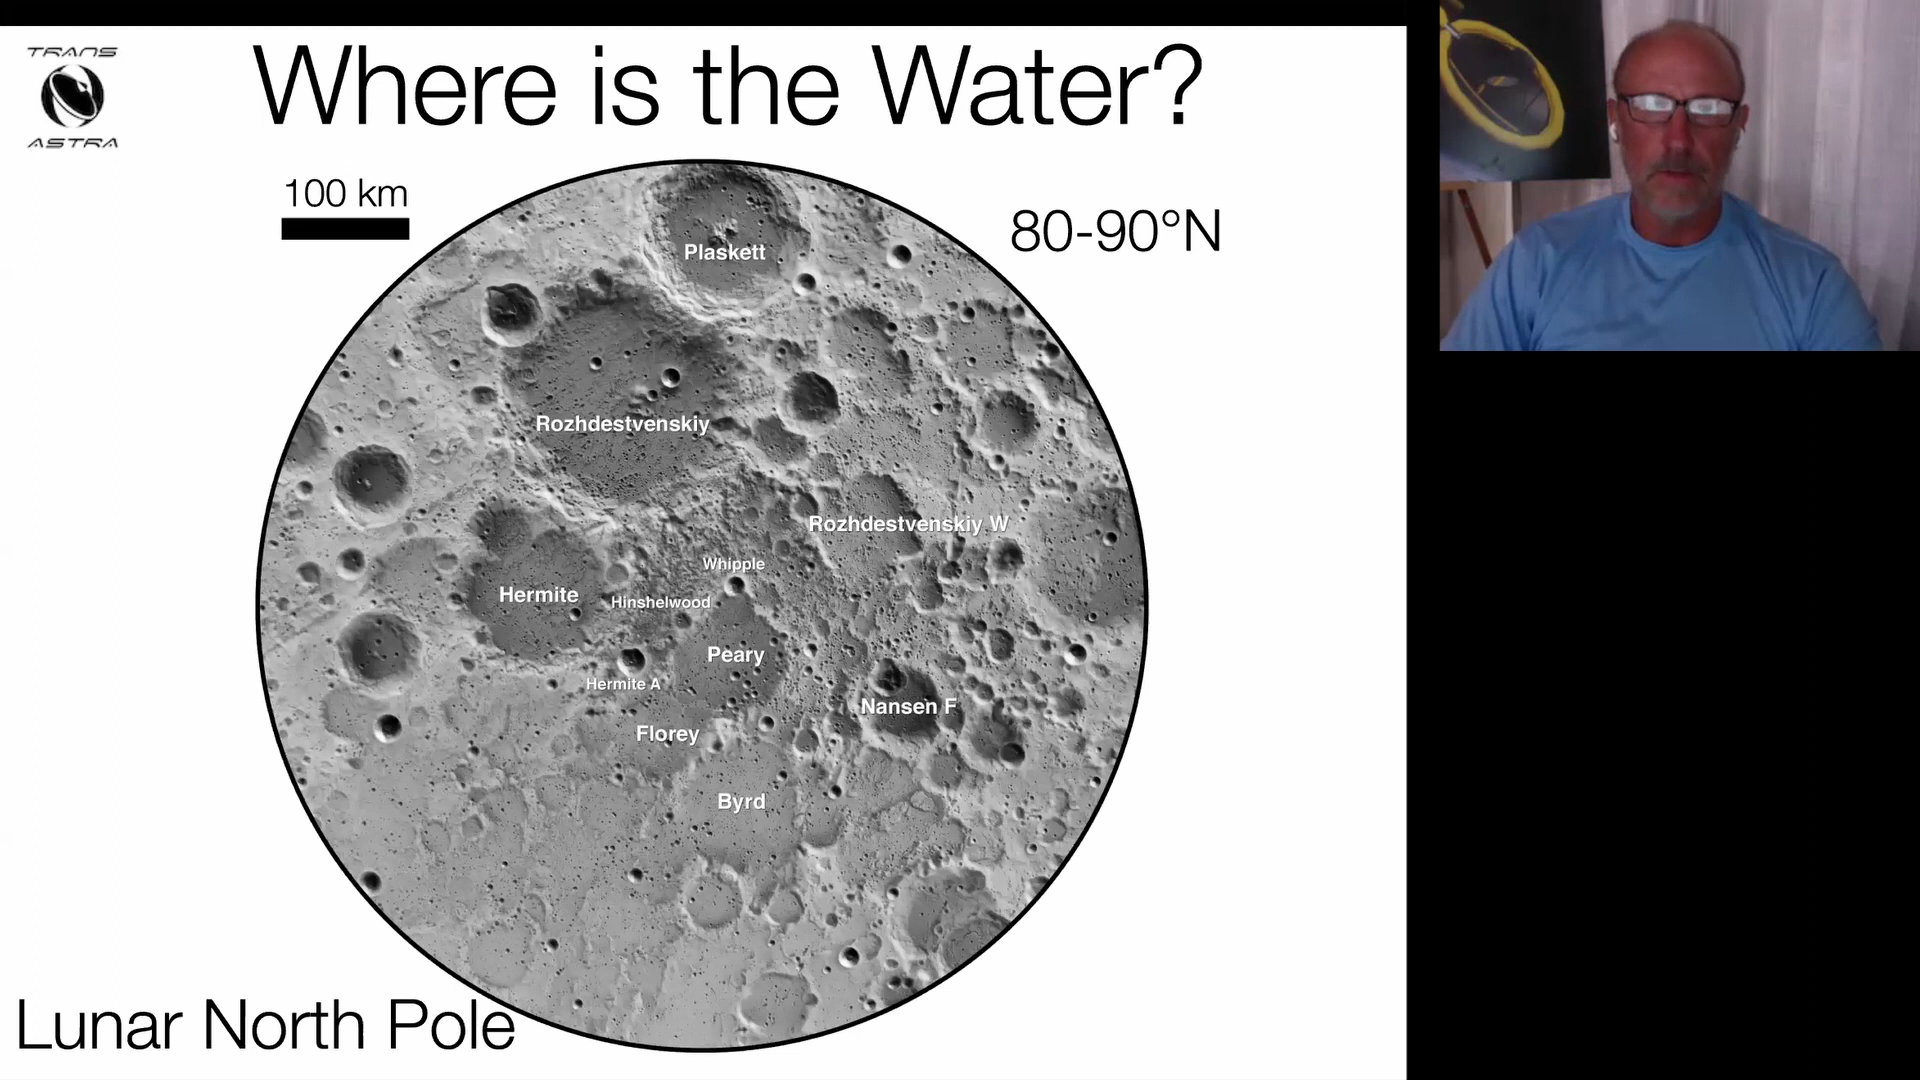 TRANS
ASTRA
Where is the Water?
100 km
80-90°N
Plaskett
Rozhdestvenskiy
Rozhdestvenskiy W
Whipple
Hermite
Hinshelwood
Peary
Hermite A
Nansen F
Florey
Byrd
Lunar North Pole